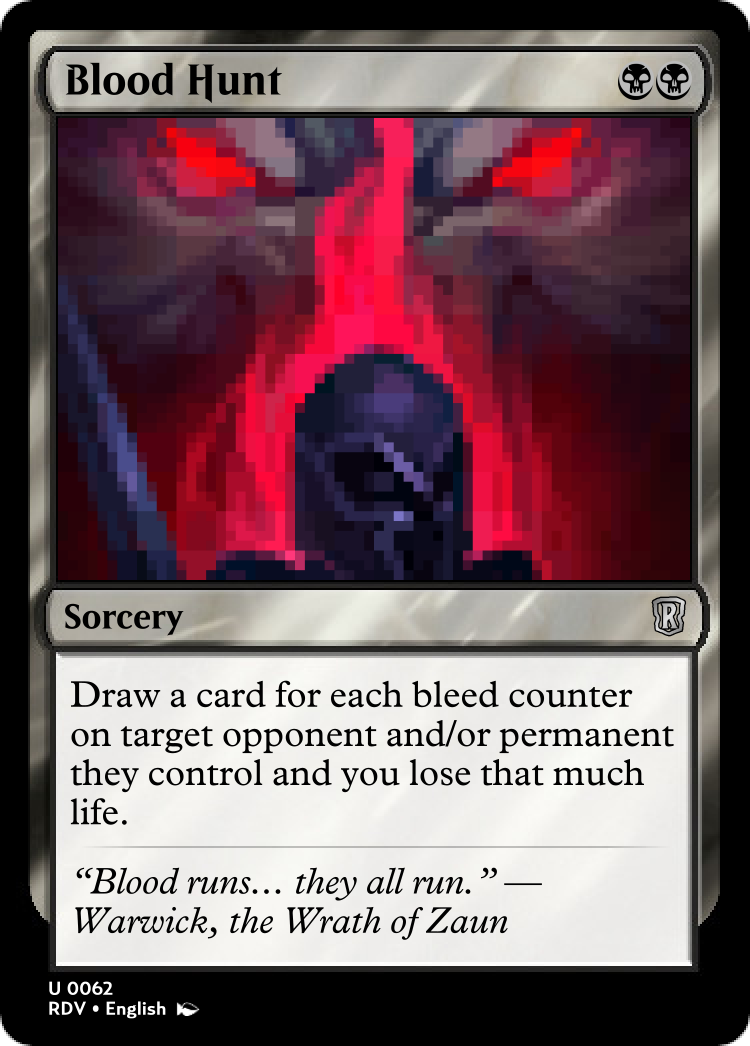 Blood Hunt
Sorcery
R
Draw a card for each bleed counter
on target opponent and/or permanent
they control and you lose that much
life.
“Blood runs… they all run.” —
Warwick, the Wrath of Zaun
U 0062
RDV • English